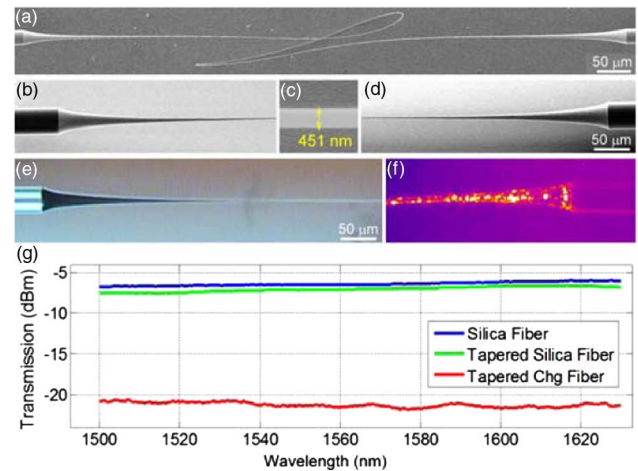 (a)
50 μm
(b)
(c)
(d)
451 nm
50 μm
(e)
(f)
50 μm
(g)
-5
-10
-15
-20
Transmission (dBm)
Silica Fiber
Tapered Silica Fiber
Tapered Chg Fiber
1500 1520 1540 1560 1580 1600 1620
Wavelength (nm)